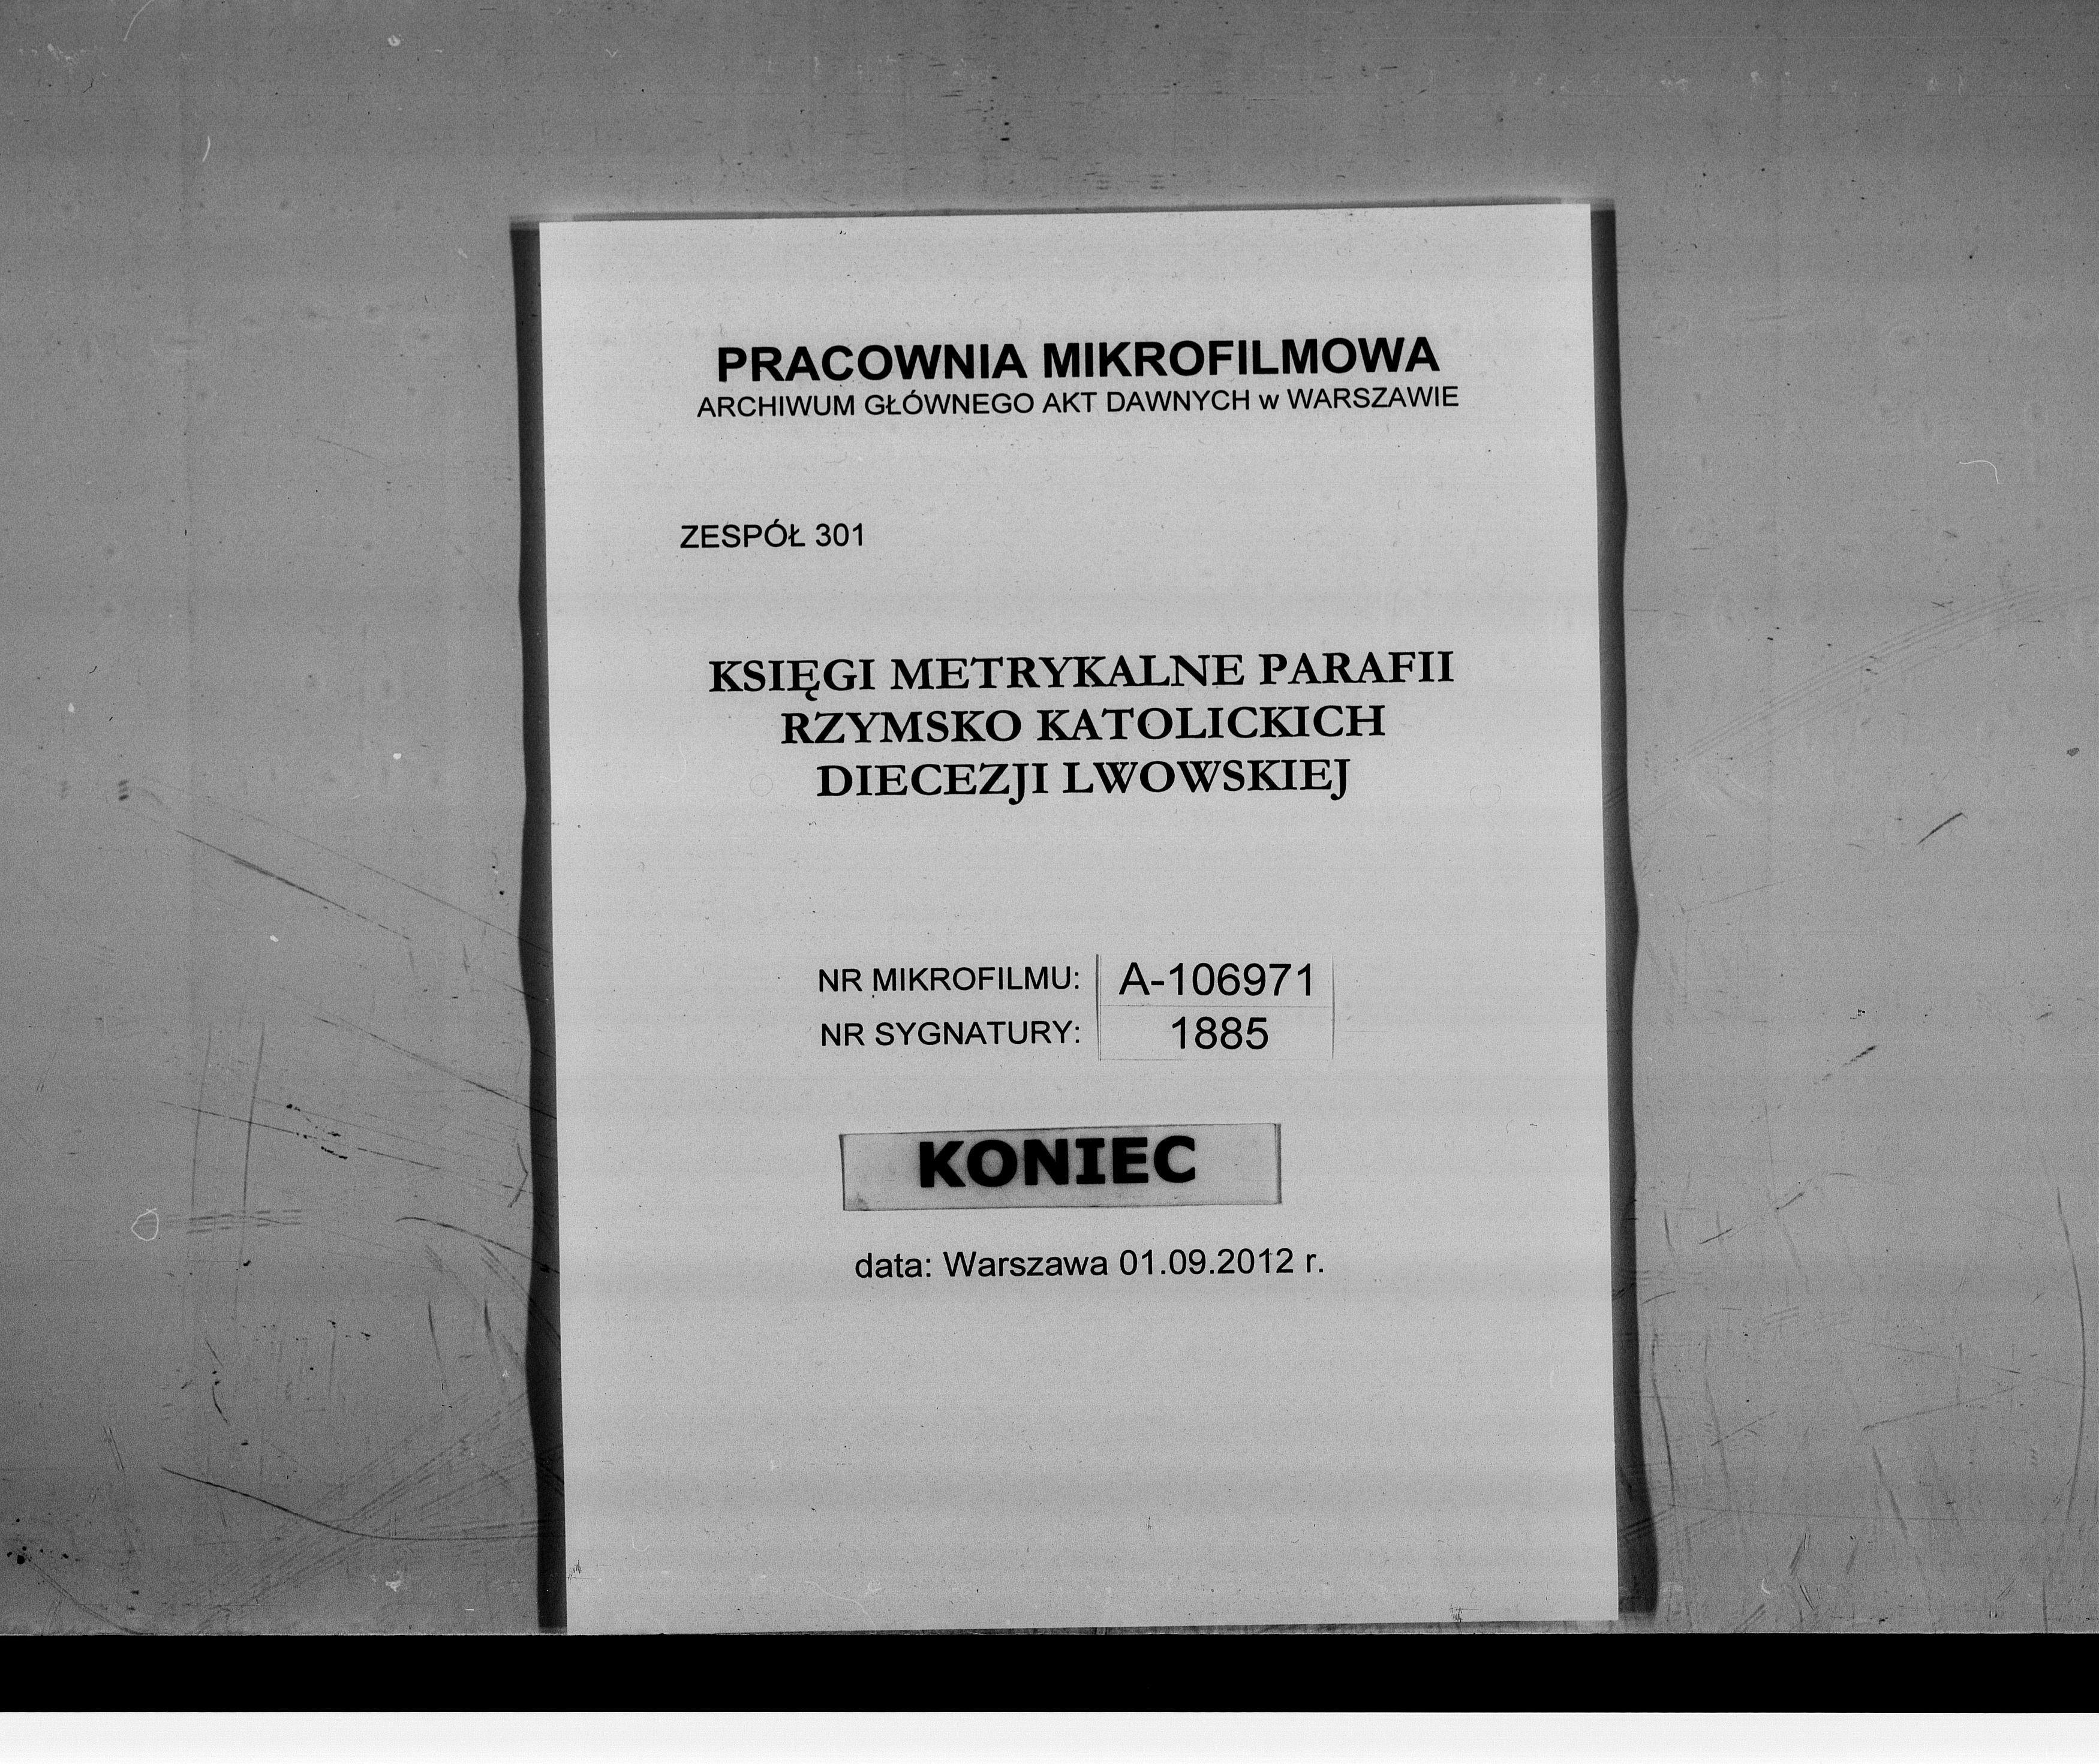 PRACOWNIA MIKROFILMOWA
ARCHIWUM GŁÓWNEGO AKT DAWNYCH w WARSZAWIE
ZESPÓŁ 301
KSIĘGI METRYKALNE PARAFII
RZYMSKO KATOLICKICH
DIECEZJI LWOWSKIEJ
NR MIKROFILMU: A-106971
NR SYGNATURY: 1885
KONIEC
data: Warszawa 01.09.2012 r.